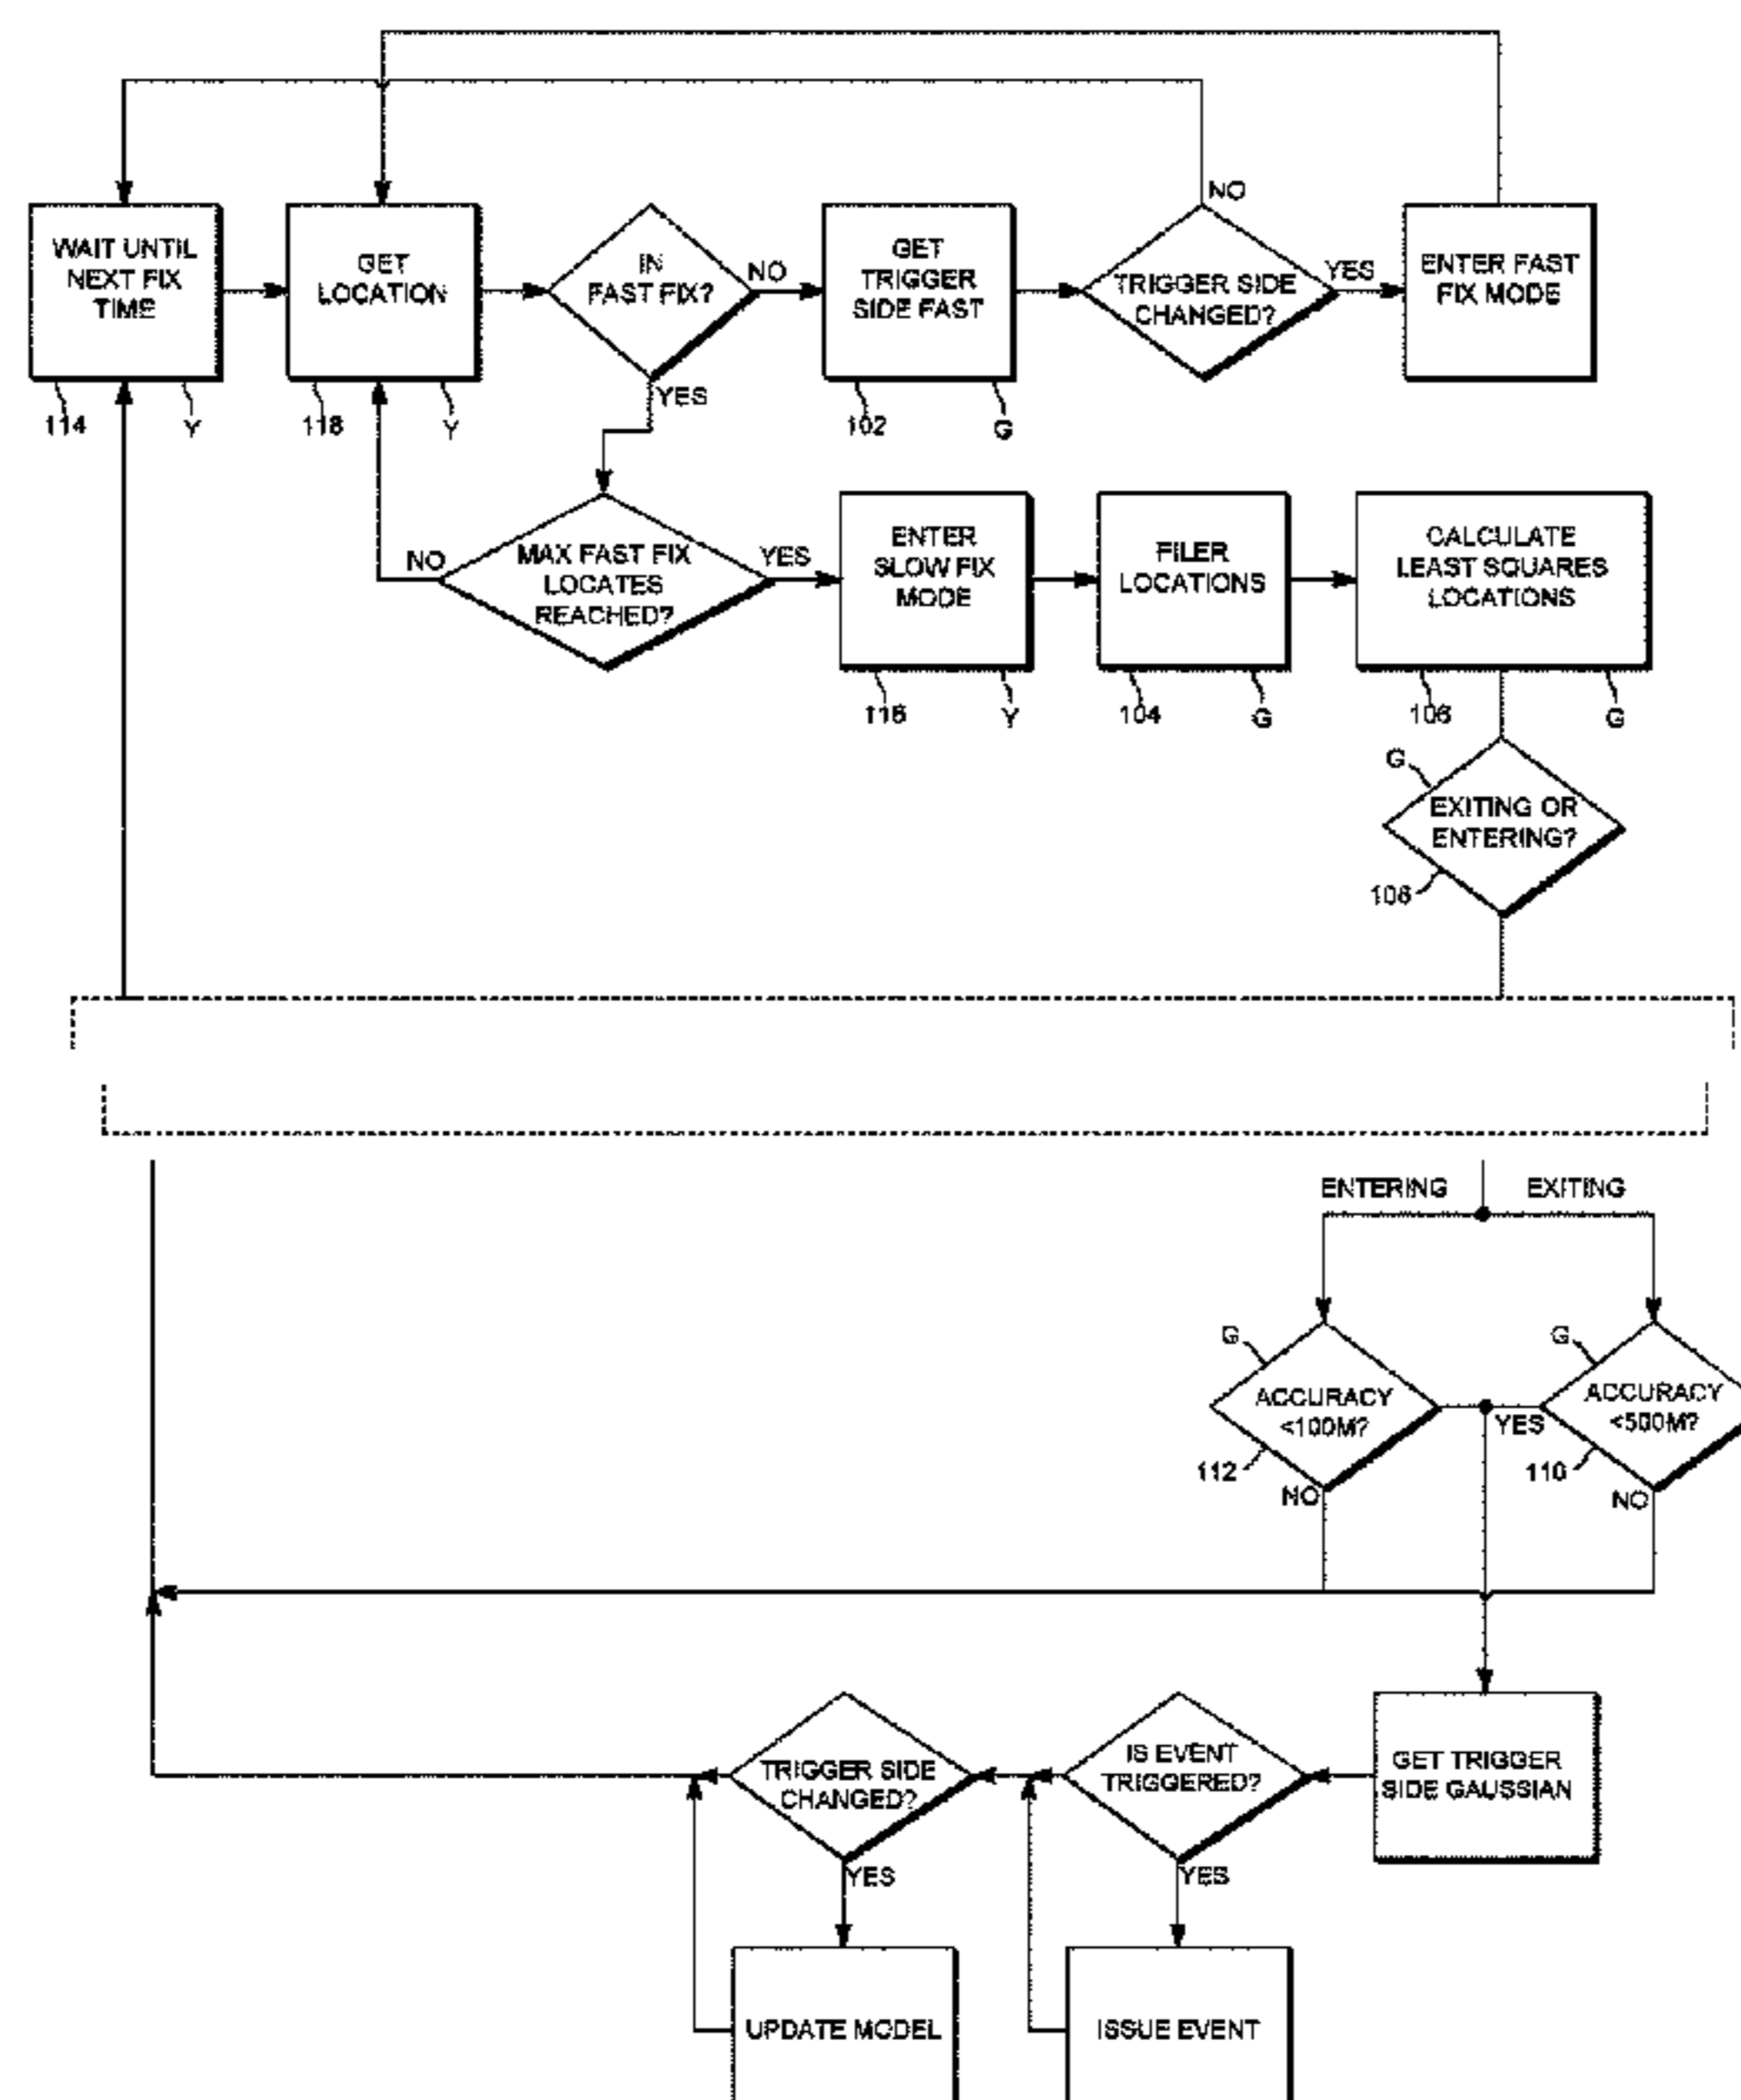 NO
WAIT UNTIL
NEXT FIX
TIME
GET
LOCATION
IN
FAST FIX?
NO
GET
TRIGGER
SIDE FAST
TRIGGER SIDE
CHANGED?
YES
ENTER FAST
FIX MODE
114
Y
118
Y
YES
102
G
NO
MAX FAST FIX
LOCATES
REACHED?
YES
ENTER
SLOW FIX
MODE
FILER
LOCATIONS
CALCULATE
LEAST SQUARES
LOCATIONS
116
Y
104
G
106
G
G
EXITING OR
ENTERING?
108
ENTERING
EXITING
G
ACCURACY
<100M?
112
NO
YES
G
ACCURACY
<500M?
110
NO
TRIGGER SIDE
CHANGED?
YES
IS EVENT
TRIGGERED?
YES
GET TRIGGER
SIDE GAUSSIAN
UPDATE MODEL
ISSUE EVENT